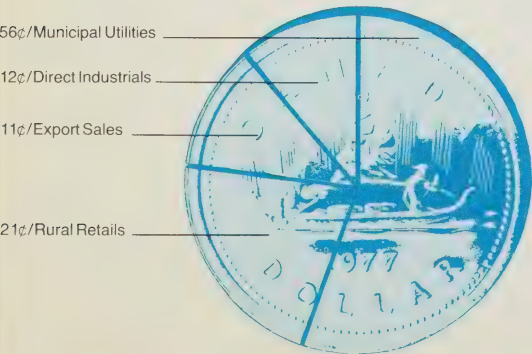 56¢/Municipal Utilities
12¢/Direct Industrials
11¢/Export Sales
21¢/Rural Retails
1977
DOLLAR